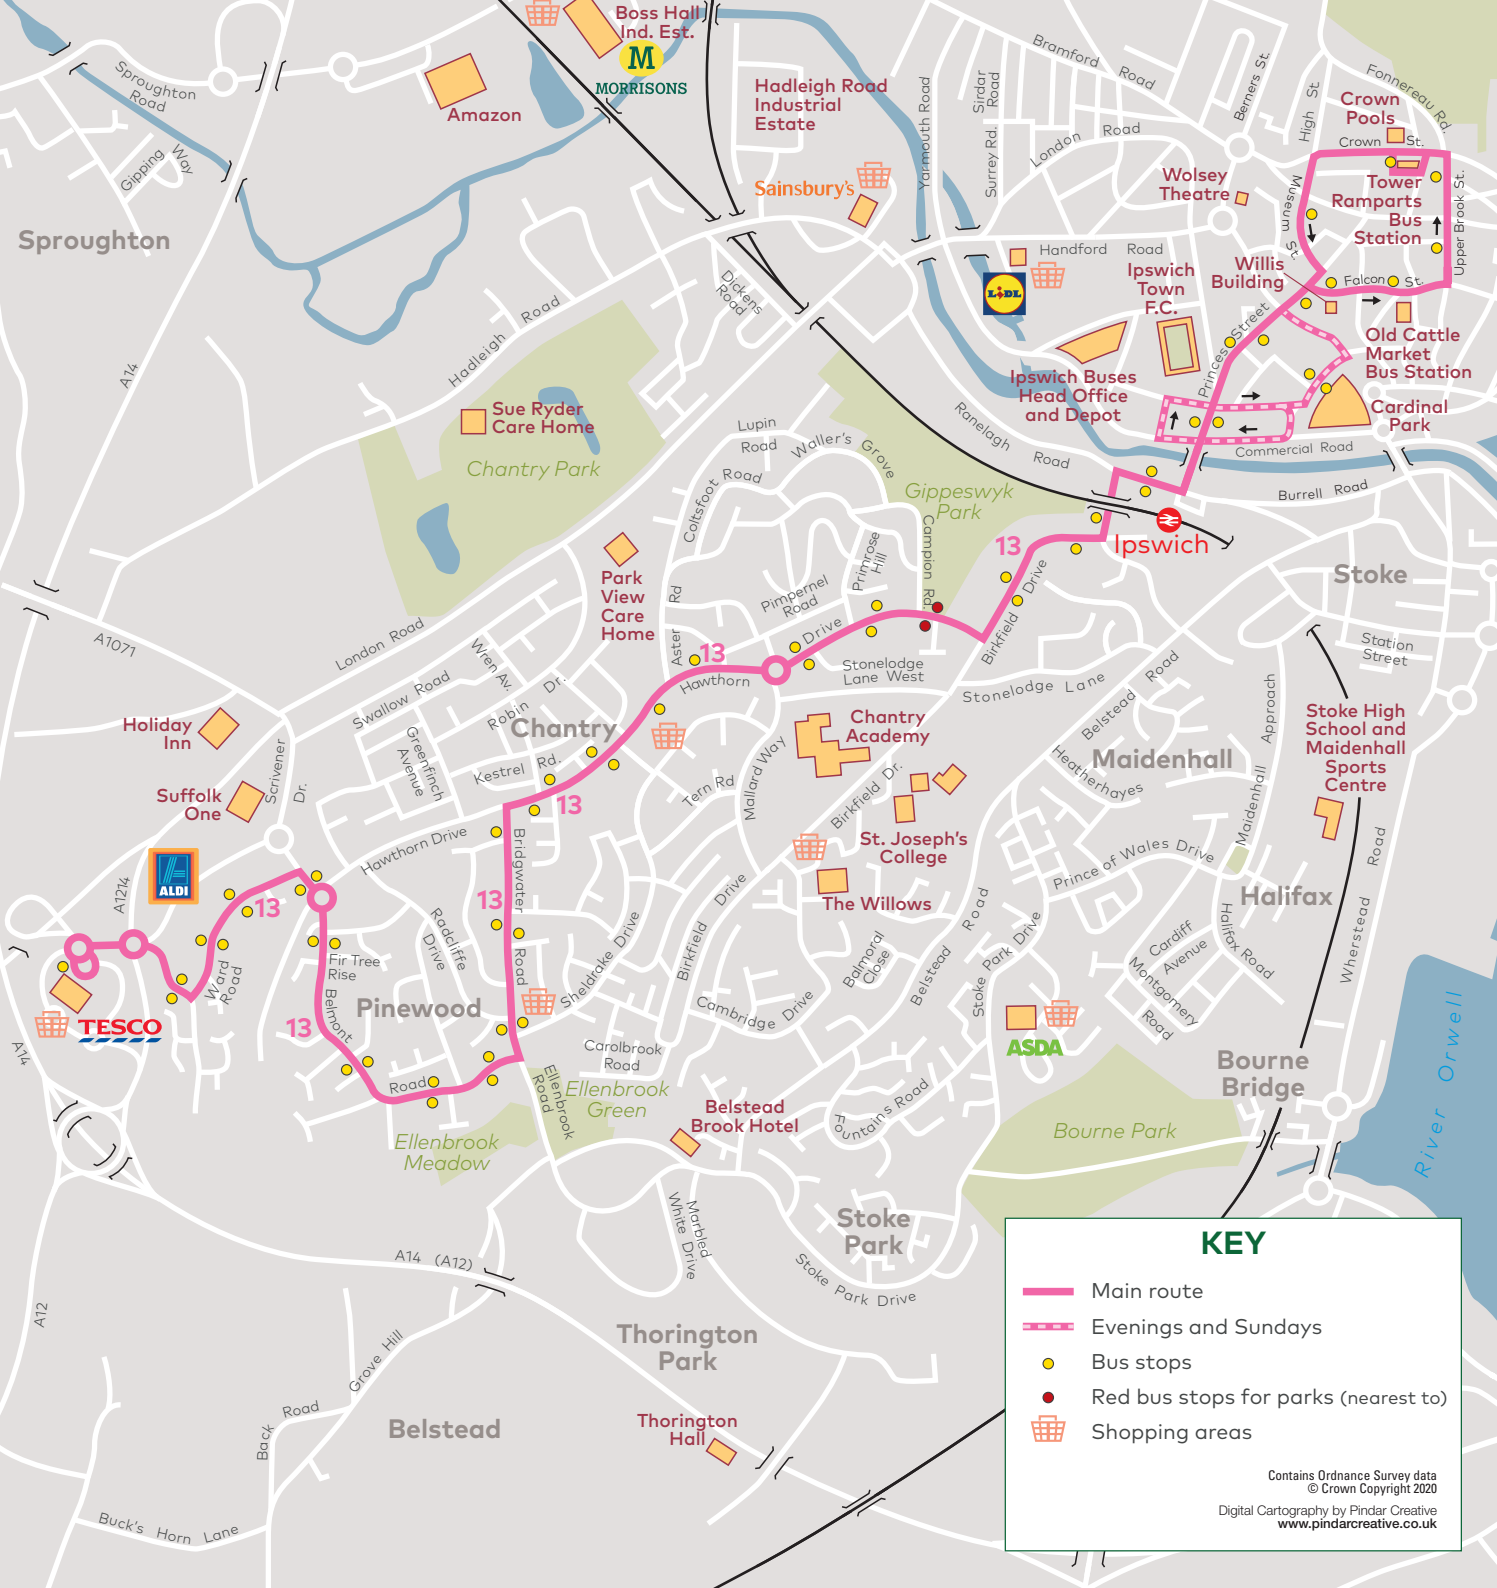 Boss Hall
Ind. Est.
M
MORRISONS
Bramford Road
Berners St.
High St
Fonnereau Rd.
Sproughton
Road
Amazon
Hadleigh Road
Industrial
Estate
Yarmouth Road
Sirdar
Road
Surrey Rd.
London Road
Crown
Pools
Crown St.
Gipping Way
Sainsbury's
Wolsey
Theatre
Museum St.
Tower
Ramparts
Bus
Station
Upper Brook St.
Sproughton
Handford Road
Willis
Building
Falcon St.
Ipswich
Town
F.C.
LiDL
Dickens
Road
Hadleigh Road
A14
Princes Street
Old Cattle
Market
Bus Station
Ipswich Buses
Head Office
and Depot
Cardinal
Park
Sue Ryder
Care Home
Chantry Park
Lupin
Road
Waller's Grove
Ranelagh Road
Commercial Road
Coltsfoot Road
Gippeswyk
Park
Burrell Road
Ipswich
Campion Rd.
13
Primrose
Hill
Park
View
Care
Home
Stoke
Pimpernel
Road
Aster Rd
Drive
Birkfield Drive
A1071
London Road
Wren Av.
Station
Street
13
Hawthorn
Stonelodge
Lane West
Stonelodge Lane
Belstead Road
Swallow Road
Robin Dr.
Holiday
Inn
Chantry
Greenfinch
Avenue
Kestrel Rd.
Chantry
Academy
Maidenhall
Maidenhall Approach
Stoke High
School and
Maidenhall
Sports
Centre
Heatherhayes
Scrivener Dr.
Suffolk
One
Tern Rd
Mallard Way
Birkfield Dr.
13
Hawthorn Drive
Bridgwater Road
St. Joseph's
College
Prince of Wales Drive
ALDI
A1214
The Willows
Halifax
Wherstead Road
13
13
Radcliffe
Drive
Sheldrake Drive
Birkfield Drive
Balmoral
Close
Belstead Road
Stoke Park Drive
Cardiff
Avenue
Halifax Road
Montgomery
Road
Ward
Road
Fir Tree
Rise
Belmont
Pinewood
Cambridge Drive
TESCO
13
ASDA
A14
Carolbrook
Road
Bourne
Bridge
River Orwell
Road
Ellenbrook
Road
Ellenbrook
Green
Belstead
Brook Hotel
Fountains Road
Bourne Park
Ellenbrook
Meadow
Marbled
White Drive
Stoke
Park
A14 (A12)
Stoke Park Drive
A12
Thorington
Park
Grove Hill
Back Road
Belstead
Thorington
Hall
Buck's Horn Lane
KEY
Main route
Evenings and Sundays
Bus stops
Red bus stops for parks (nearest to)
Shopping areas
Contains Ordnance Survey data
© Crown Copyright 2020
Digital Cartography by Pindar Creative
www.pindarcreative.co.uk